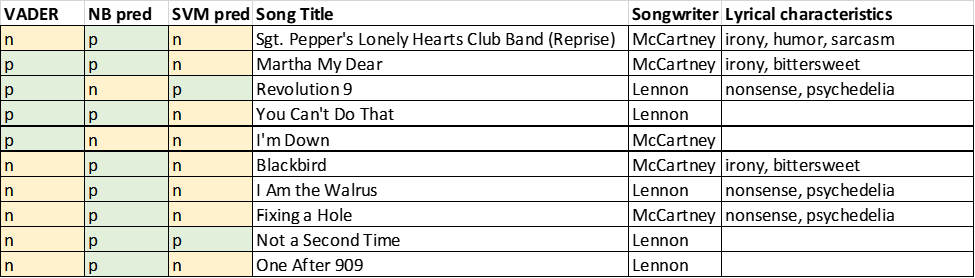 VADER NB pred SVM pred Song Title Songwriter Lyrical characteristics
n p n Sgt. Pepper's Lonely Hearts Club Band (Reprise) McCartney irony, humor, sarcasm
p p n Martha My Dear McCartney irony, bittersweet
p n p Revolution 9 Lennon nonsense, psychedelia
p p n You Can't Do That Lennon
p n n I'm Down McCartney
n p n Blackbird McCartney irony, bittersweet
n p n I Am the Walrus Lennon nonsense, psychedelia
n p n Fixing a Hole McCartney nonsense, psychedelia
n p p Not a Second Time Lennon
n p n One After 909 Lennon